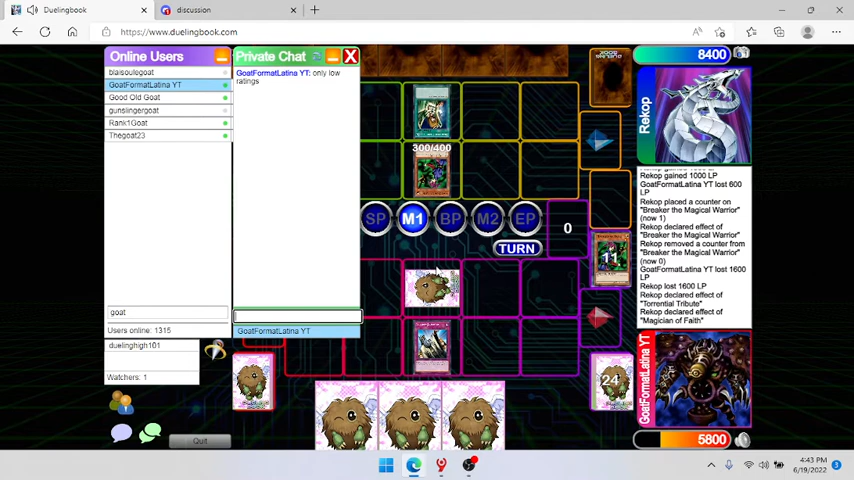 Duelingbook
discussion
https://www.duelingbook.com
Online Users
blaisoulegoat
GoatFormatLatina YT
Good Old Goat
gunslingergoat
Rank1Goat
Thegoat23
goat
Users online: 1315
duelinghigh101
Watchers: 1
Quit
Private Chat
GoatFormatLatina YT: only low
ratings
GoatFormatLatina YT
300/400
SP
M1
BP
M2
EP
TURN
0
11
24
8400
Rekop
Rekop gained 1000 LP
GoatFormatLatina YT lost 600
LP
Rekop placed a counter on
"Breaker the Magical Warrior"
(now 1)
Rekop declared effect of
"Breaker the Magical Warrior"
Rekop removed a counter from
"Breaker the Magical Warrior"
(now 0)
GoatFormatLatina YT lost 1600
LP
Rekop lost 1600 LP
Rekop declared effect of
"Torrential Tribute"
Rekop declared effect of
"Magician of Faith"
GoatFormatLatina YT
5800
4:43 PM
6/19/2022
3